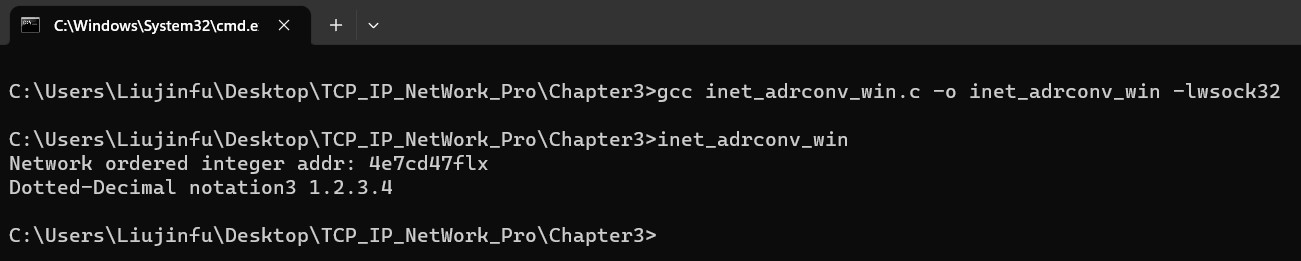 C:\Windows\System32\cmd.e
C:\Users\Liujinfu\Desktop\TCP_IP_NetWork_Pro\Chapter3>gcc inet_adrconv_win.c -o inet_adrconv_win -lwsock32
C:\Users\Liujinfu\Desktop\TCP_IP_NetWork_Pro\Chapter3>inet_adrconv_win
Network ordered integer addr: 4e7cd47flx
Dotted-Decimal notation3 1.2.3.4
C:\Users\Liujinfu\Desktop\TCP_IP_NetWork_Pro\Chapter3>